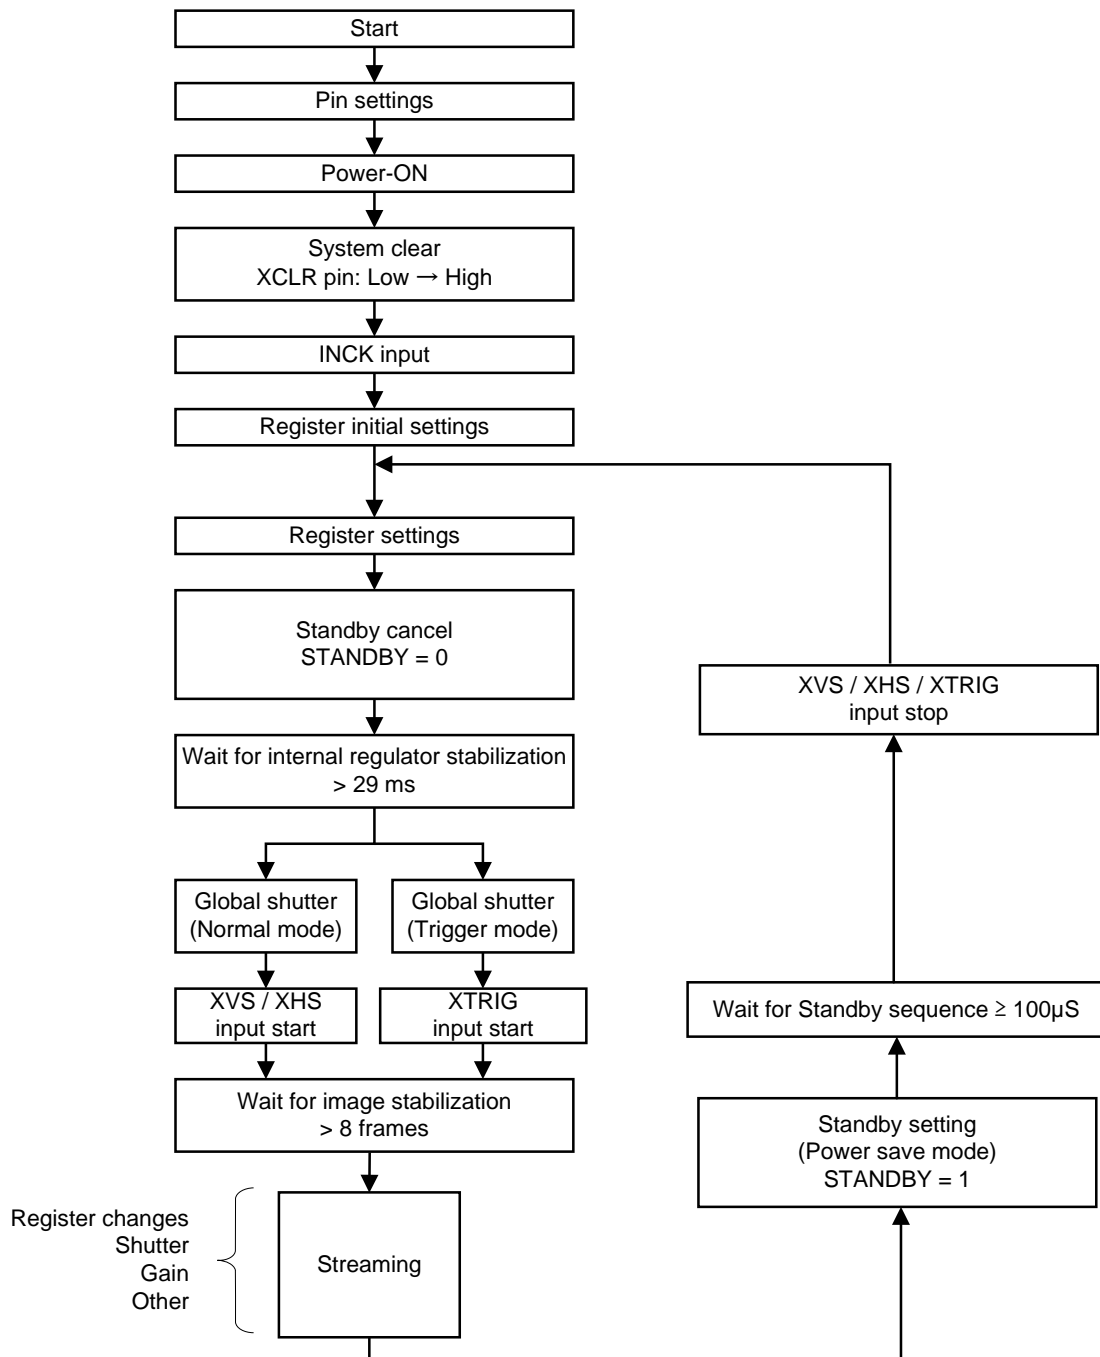 Start
Pin settings
Power-ON
System clear
XCLR pin: Low → High
INCK input
Register initial settings
Register settings
Standby cancel
STANDBY = 0
Wait for internal regulator stabilization
> 29 ms
Global shutter
(Normal mode)
Global shutter
(Trigger mode)
XVS / XHS
input start
XTRIG
input start
Wait for image stabilization
> 8 frames
Register changes
Shutter
Gain
Other
Streaming
XVS / XHS / XTRIG
input stop
Wait for Standby sequence ≥ 100μS
Standby setting
(Power save mode)
STANDBY = 1